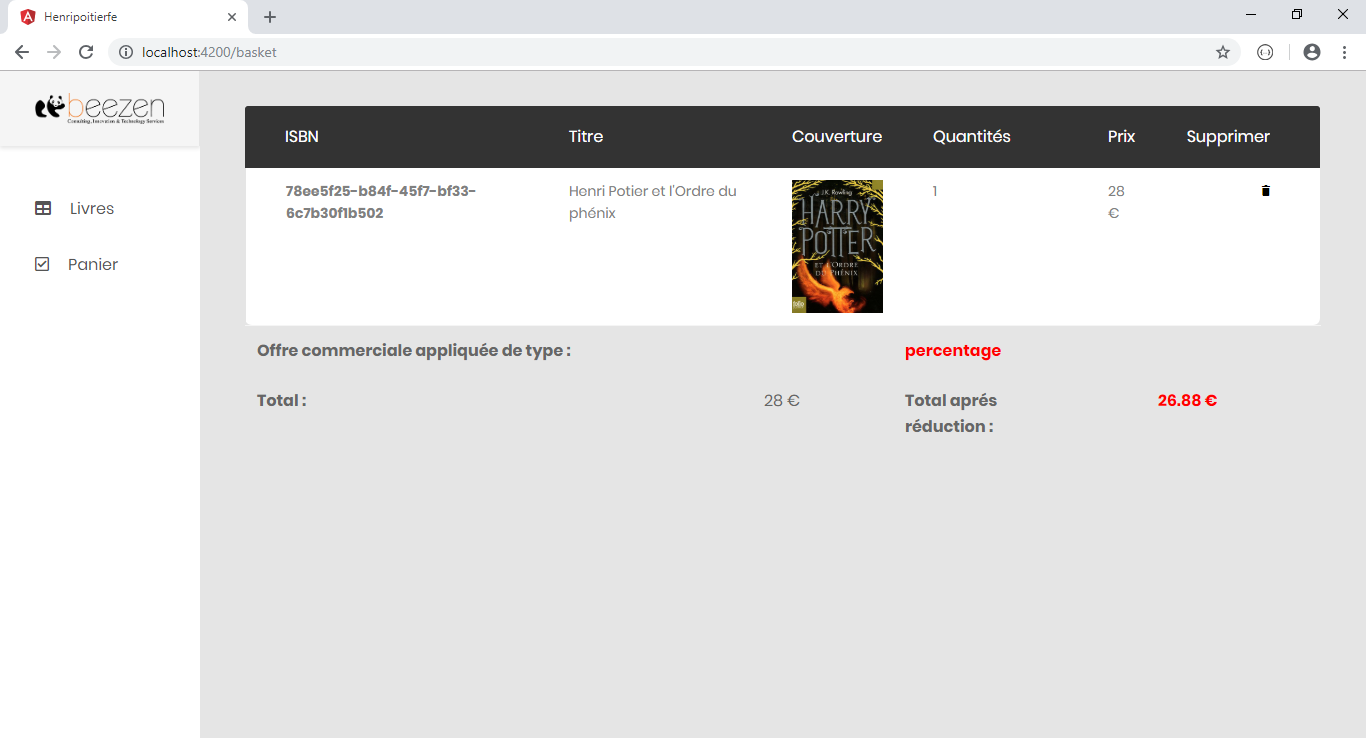 Henripoitierfe
localhost:4200/basket
beezen
Consulting, Innovation & Technology Services
Livres
Panier
ISBN Titre Couverture Quantités Prix Supprimer
78ee5f25-b84f-45f7-bf33-
6c7b30f1b502
Henri Potier et l'Ordre du
phénix
J.K. Rowling
HARRY
POTTER
ET L'ORDRE
DU PHÉNIX
1
28
€
Offre commerciale appliquée de type : percentage
Total : 28 € Total aprés
réduction :
26.88 €